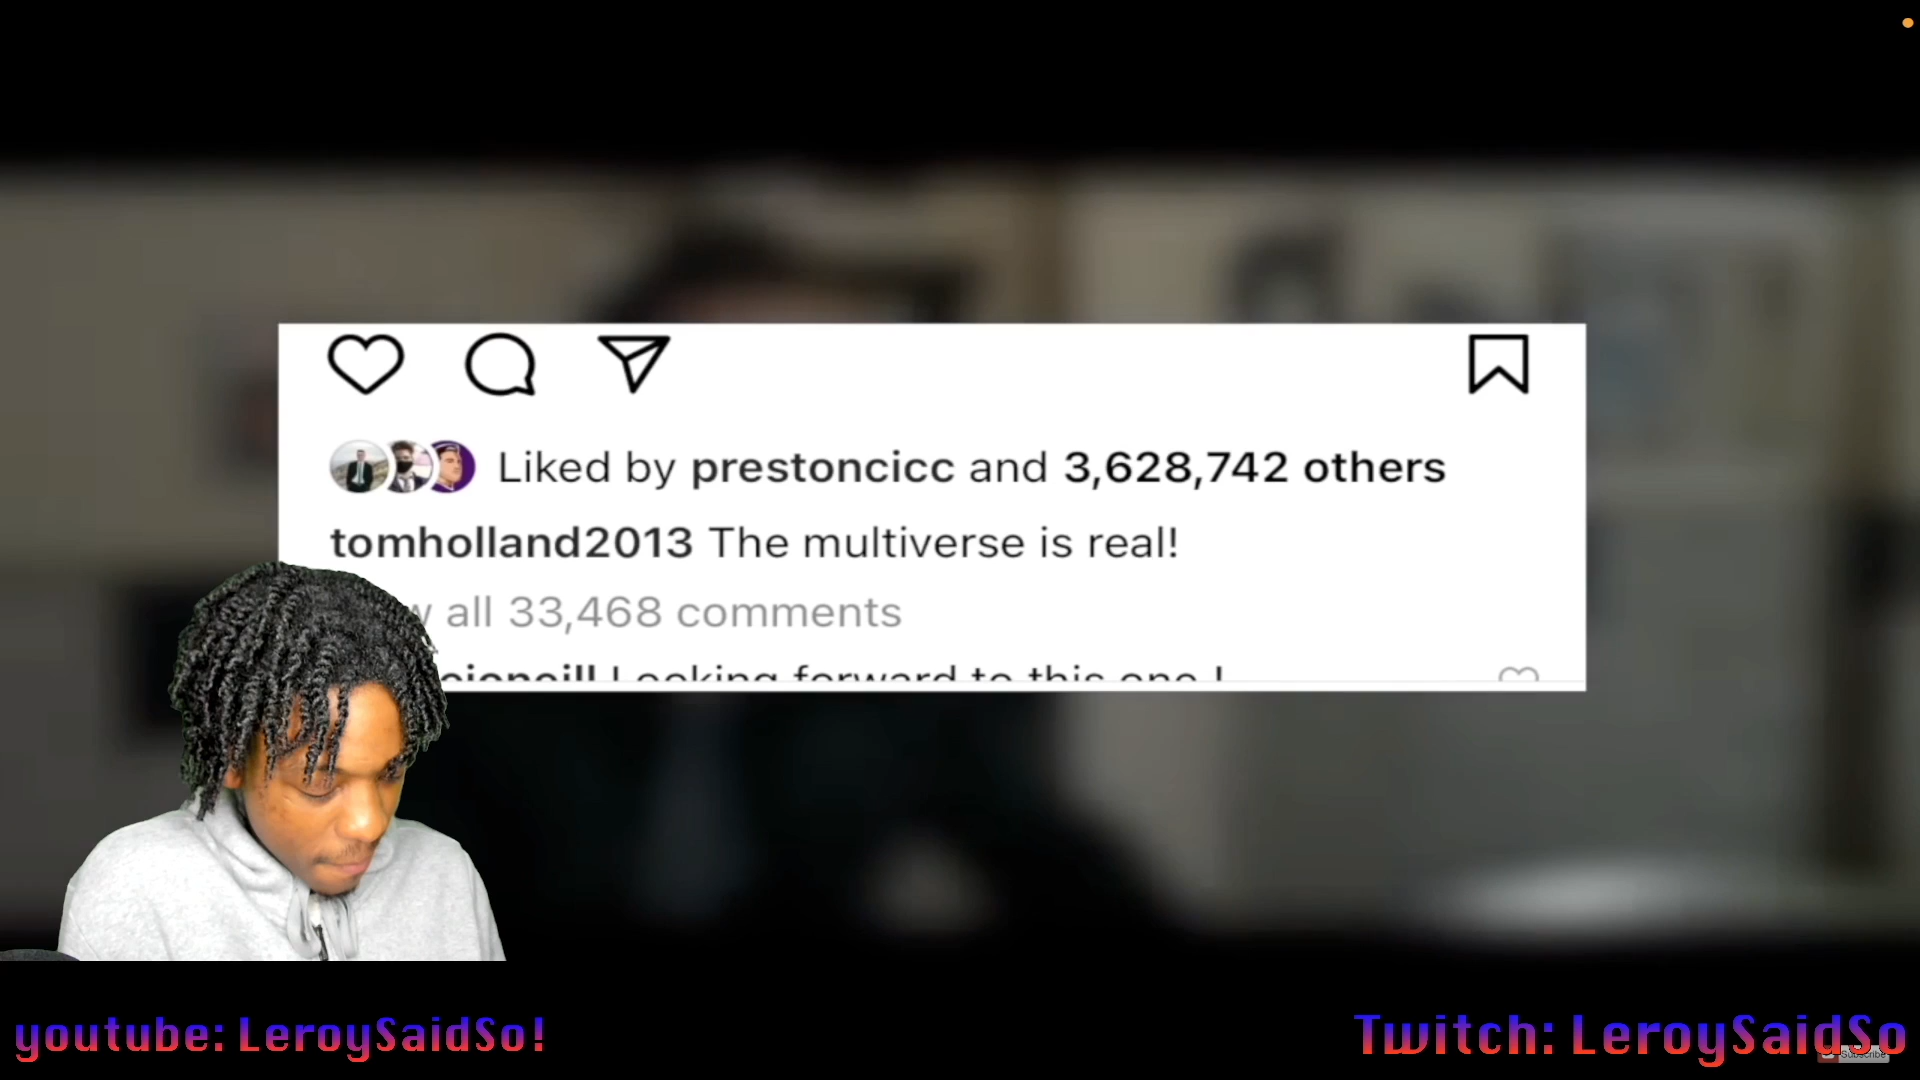 Liked by prestoncicc and 3,628,742 others
tomholland2013 The multiverse is real!
all 33,468 comments
Looking forward to this one !
youtube: LeroySaidSo!
Twitch: LeroySaidSo
Subscribe